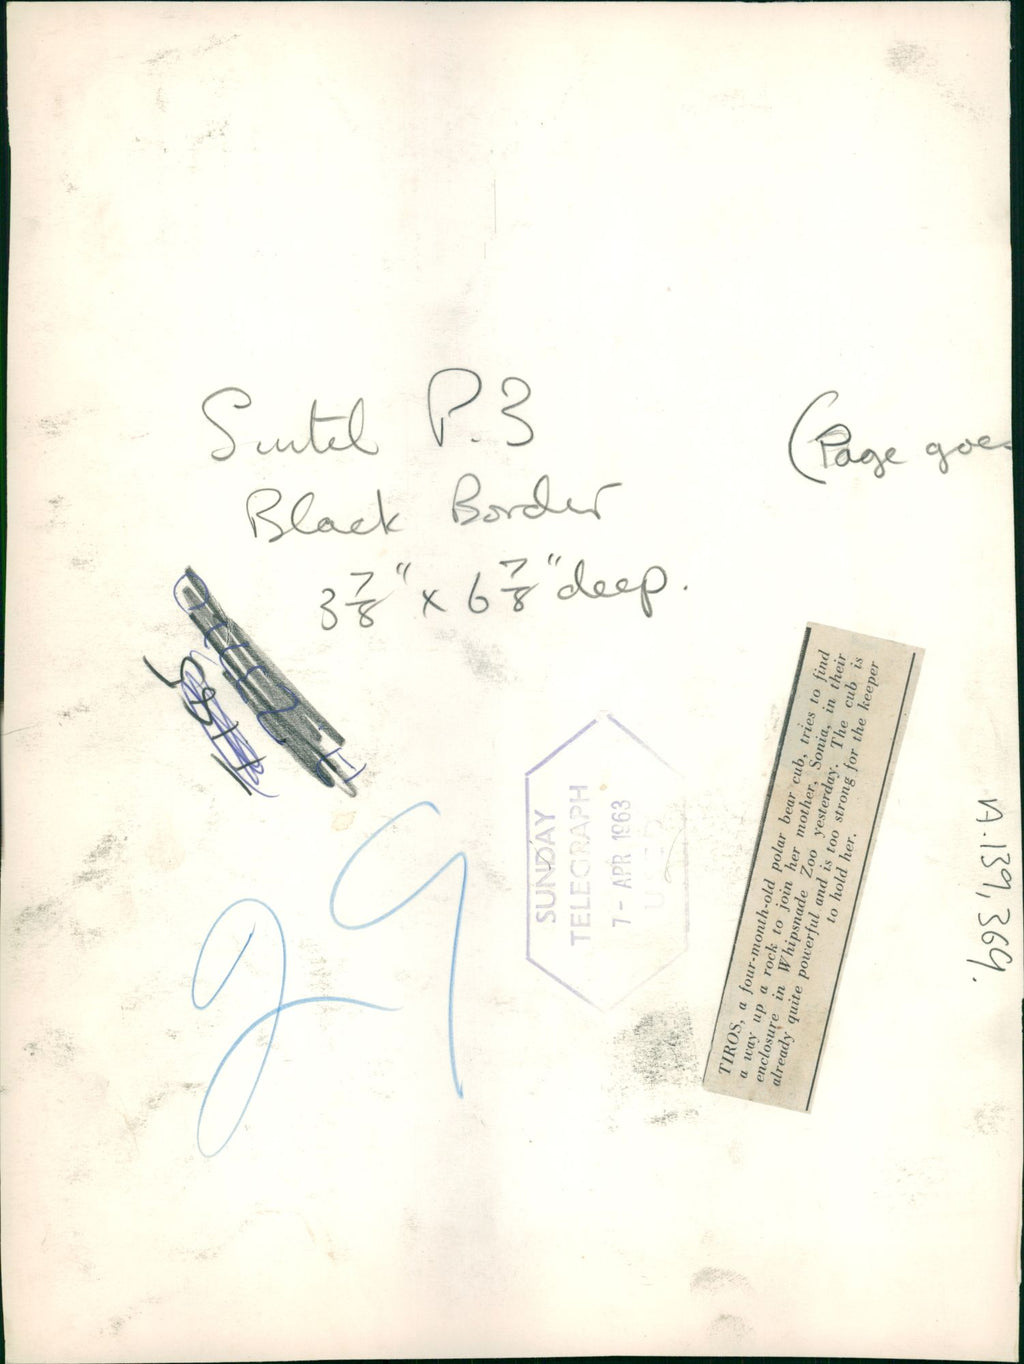 Suntel P.3
(Page goes
Black Border
3 7/8" x 6 7/8" deep.
29
SUNDAY
TELEGRAPH
7 - APR 1963
TIROS, a four-month-old polar bear cub, tries to find
a way up a rock to join her mother, Sonia, in their
enclosure in Whipsnade Zoo yesterday. The cub is
already quite powerful and is too strong for the keeper
to hold her.
A. 139,369.